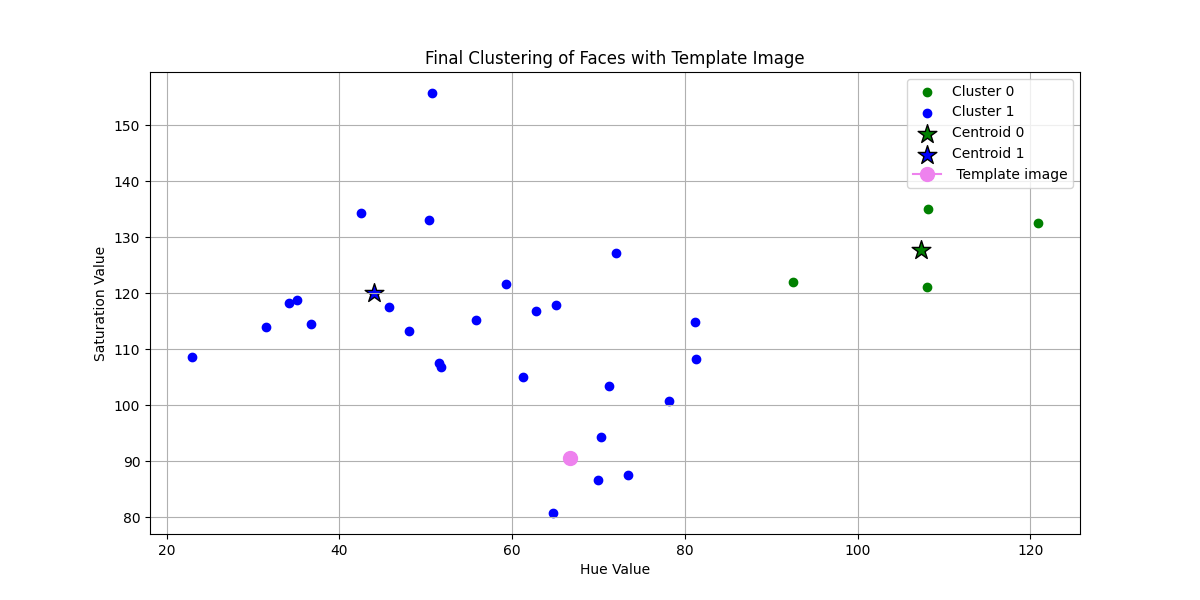 Final Clustering of Faces with Template Image
Cluster 0
Cluster 1
Centroid 0
Centroid 1
Template image
Saturation Value
150
140
130
120
110
100
90
80
20
40
60
80
100
120
Hue Value